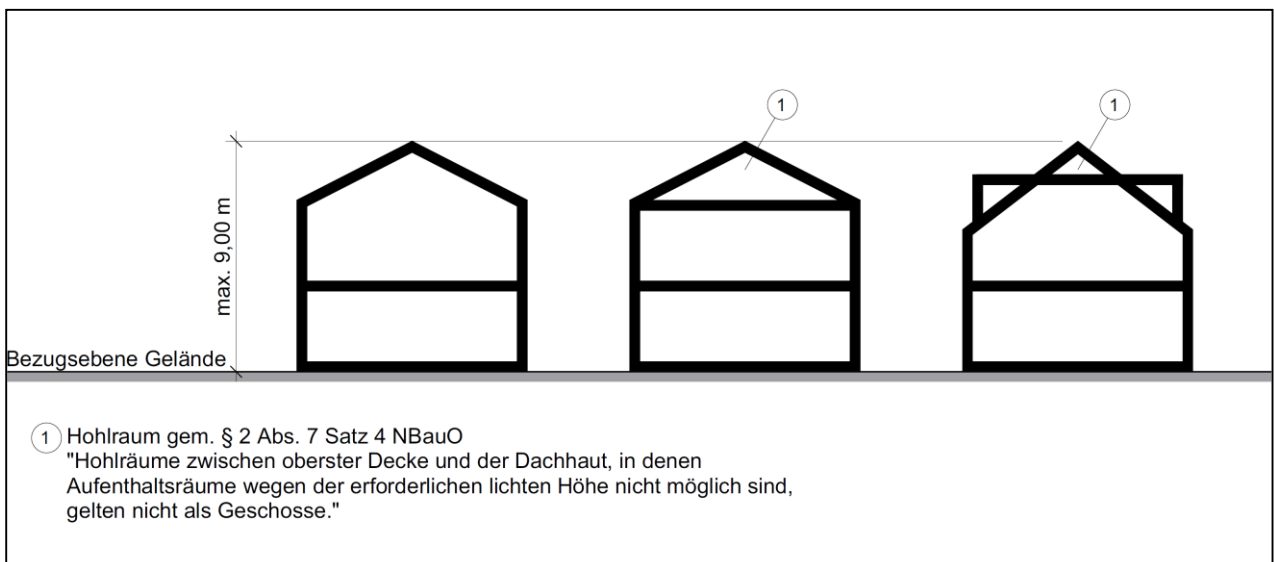 1
1
max. 9,00 m
Bezugsebene Gelände
1 Hohlraum gem. § 2 Abs. 7 Satz 4 NBauO
"Hohlräume zwischen oberster Decke und der Dachhaut, in denen
Aufenthaltsräume wegen der erforderlichen lichten Höhe nicht möglich sind,
gelten nicht als Geschosse."